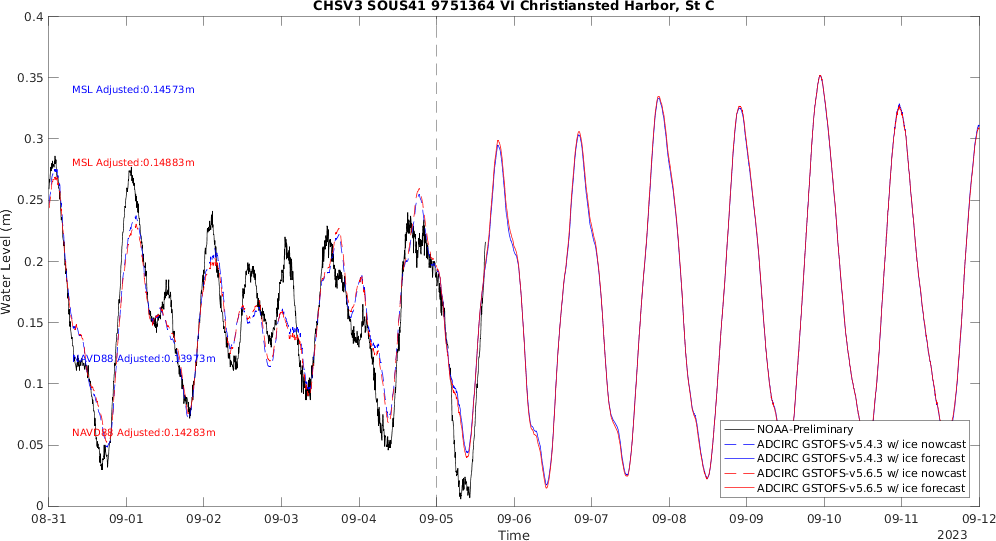 CHSV3 SOUS41 9751364 VI Christiansted Harbor, St C
Water Level (m)
0.4
0.35
0.3
0.25
0.2
0.15
0.1
0.05
0
MSL Adjusted:0.14573m
MSL Adjusted:0.14883m
NAVD88 Adjusted:0.13973m
NAVD88 Adjusted:0.14283m
NOAA-Preliminary
ADCIRC GSTOFS-v5.4.3 w/ ice nowcast
ADCIRC GSTOFS-v5.4.3 w/ ice forecast
ADCIRC GSTOFS-v5.6.5 w/ ice nowcast
ADCIRC GSTOFS-v5.6.5 w/ ice forecast
08-31 09-01 09-02 09-03 09-04 09-05 09-06 09-07 09-08 09-09 09-10 09-11 09-12
Time
2023